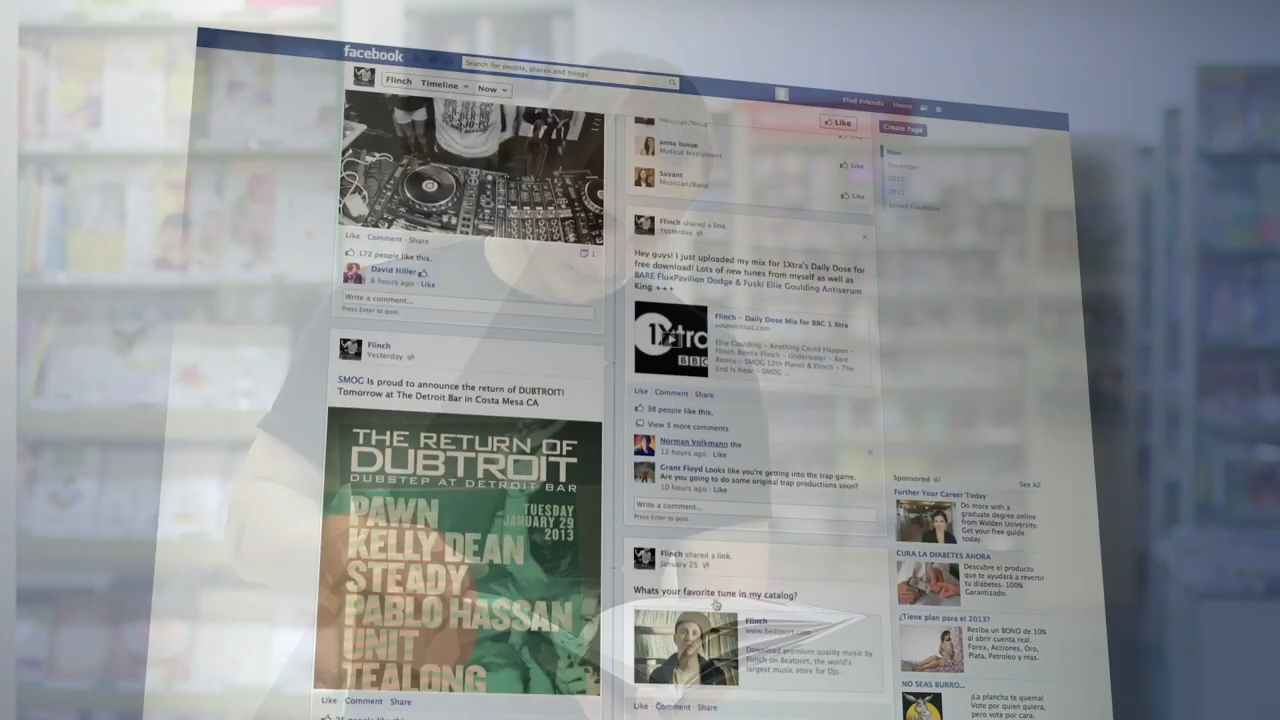 facebook
Search for people, places and things
Find Friends
Home
Flinch
Timeline
Now
Like
Create Page
Now
December
2012
2011
Joined Facebook
Like · Comment · Share
1
172 people like this.
David Hiller
6 hours ago · Like
Write a comment...
Press Enter to post.
Flinch
Yesterday
SMOG Is proud to announce the return of DUBTROIT!
Tomorrow at The Detroit Bar in Costa Mesa CA
THE RETURN OF
DUBTROIT
DUBSTEP AT DETROIT BAR
TUESDAY
JANUARY 29
2013
PAWN
KELLY DEAN
STEADY
PABLO HASSAN
UNIT
TEALONG
Like · Comment · Share
Musical Instrument
Like
Savant
Musician/Band
Like
Flinch shared a link.
Yesterday
Hey guys! I just uploaded my mix for 1Xtra's Daily Dose for
free download! Lots of new tunes from myself as well as
BARE FluxPavilion Dodge & Fuski Ellie Goulding Antiserum
King +++
1Xtra
BBC
Flinch - Daily Dose Mix for BBC 1 Xtra
soundcloud.com
Ellie Goulding - Anything Could Happen -
Flinch Remix Flinch - Underwater - Bare
Remix - SMOG 12th Planet & Flinch - The
End Is Near - SMOG ...
Like · Comment · Share
38 people like this.
View 3 more comments
Norman Volkmann thx
12 hours ago · Like
Grant Floyd Looks like you're getting into the trap game.
Are you going to do some original trap productions soon?
10 hours ago · Like
Write a comment...
Press Enter to post.
Flinch shared a link.
January 25
Whats your favorite tune in my catalog?
Flinch
www.beatport.com
Download premium quality music by
Flinch on Beatport, the world's
largest music store for DJs.
Like · Comment · Share
Sponsored
See All
Further Your Career Today
Do more with a
graduate degree online
from Walden University.
Get your free guide
today.
CURA LA DIABETES AHORA
Descubre el producto
que te ayudará a revertir
tu diabetes. 100%
Garantizado.
¿Tiene plan para el 2013?
Reciba un BONO de 10%
al abrir cuenta real.
Forex, Acciones, Oro,
Plata, Petroleo y mas.
NO SEAS BURRO...
¡La plancha te quema!
Vote por quien quiera,
pero vote por cara.